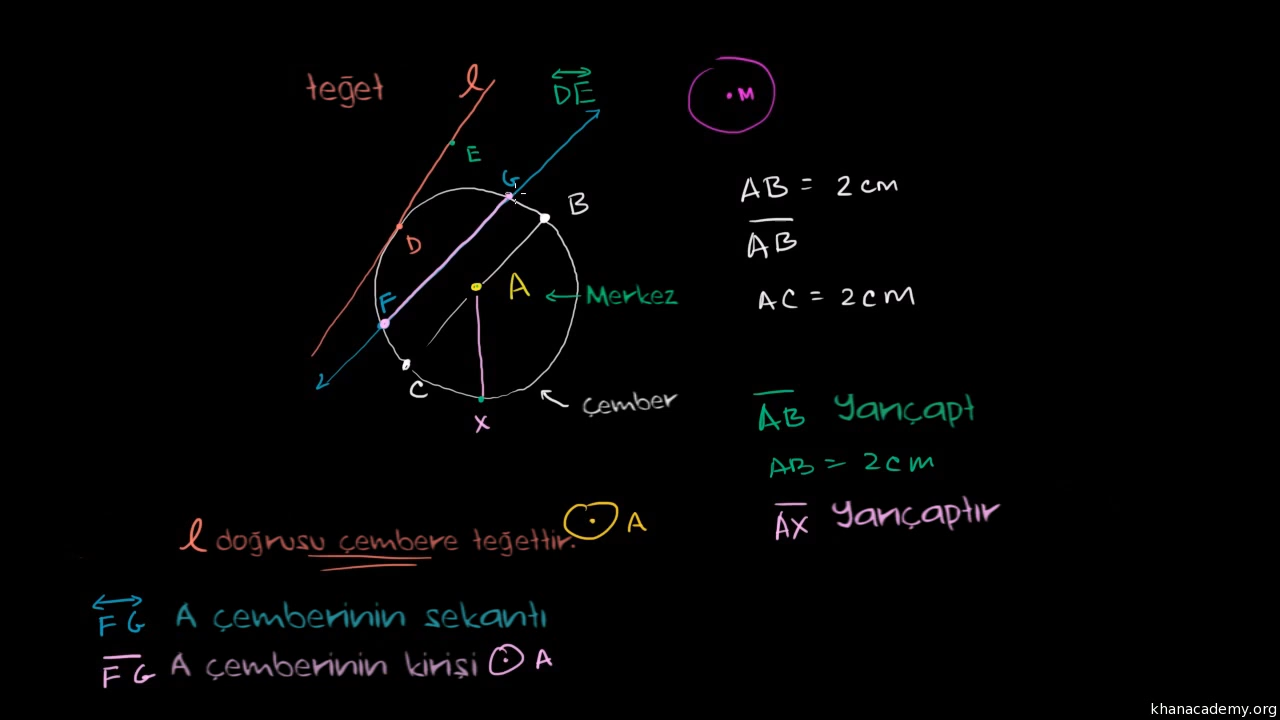 teğet
l
DE
M
E
G
B
D
AB = 2 cm
AB
F
A
Merkez
AC = 2 cm
C
X
çember
AB Yarıçapt
AB = 2 cm
AX Yarıçaptır
l doğrusu çembere teğettir. A
FG A çemberinin sekantı
FG A çemberinin kirişi A
khanacademy.org